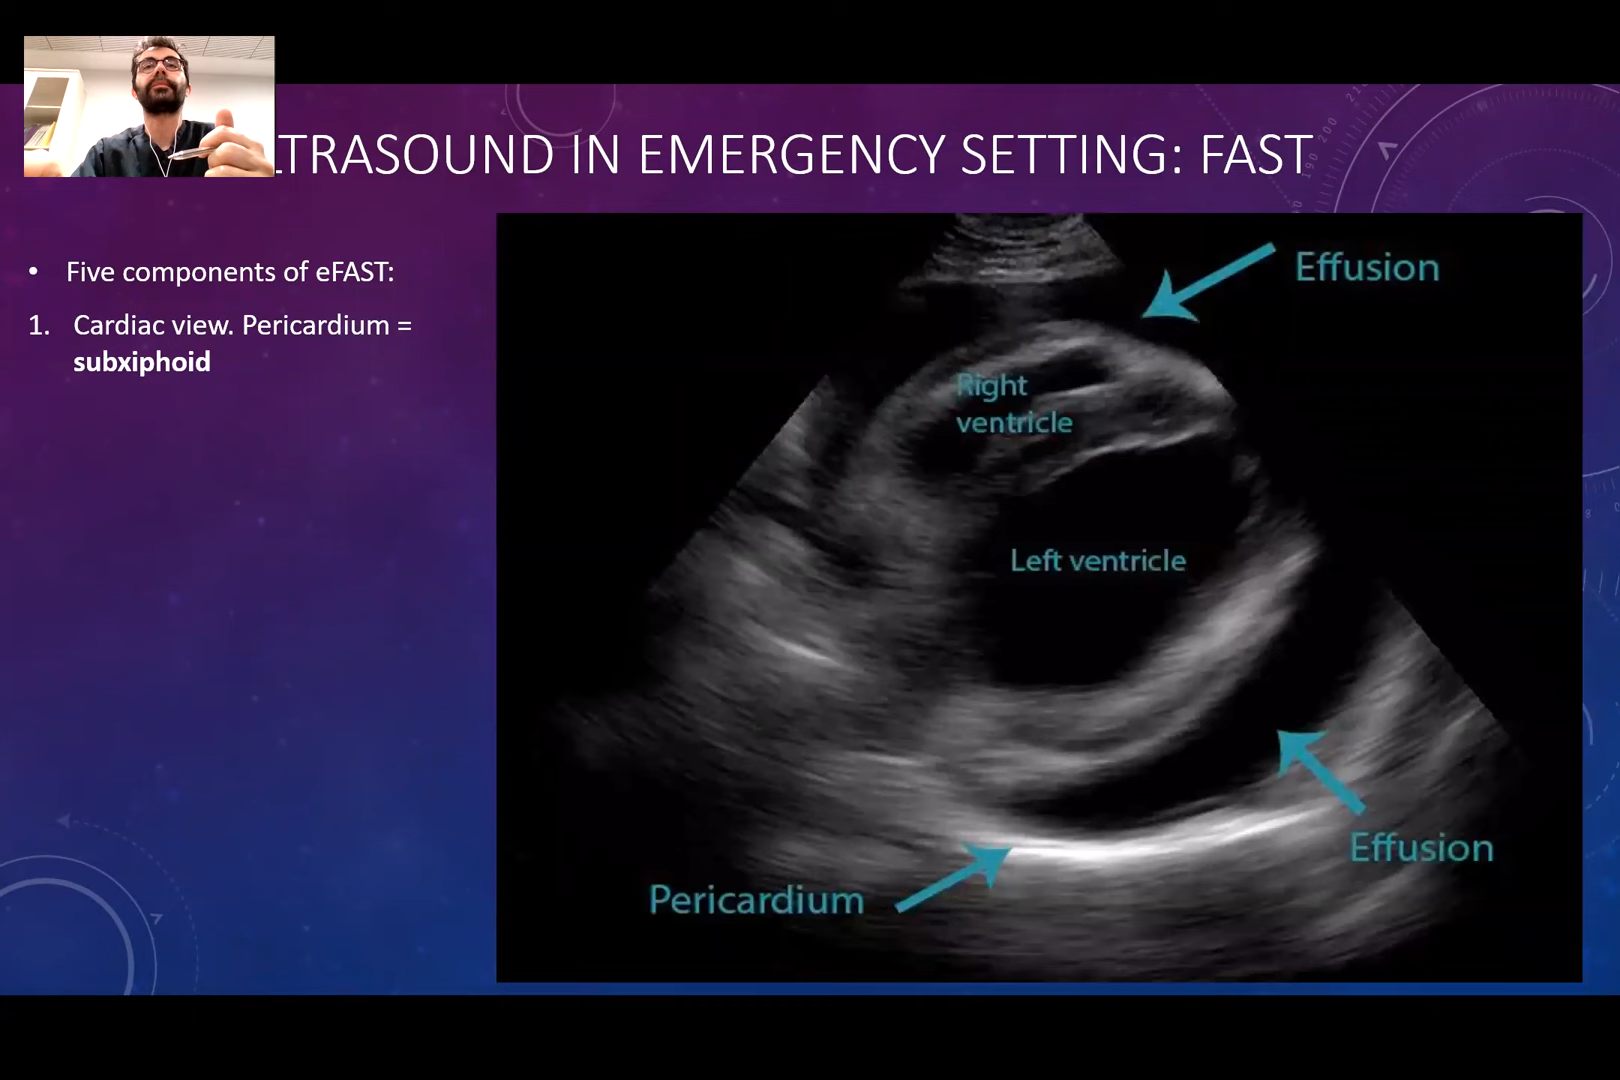 TRASOUND IN EMERGENCY SETTING: FAST
• Five components of eFAST:
1. Cardiac view. Pericardium =
subxiphoid
Effusion
Right
ventricle
Left ventricle
Effusion
Pericardium